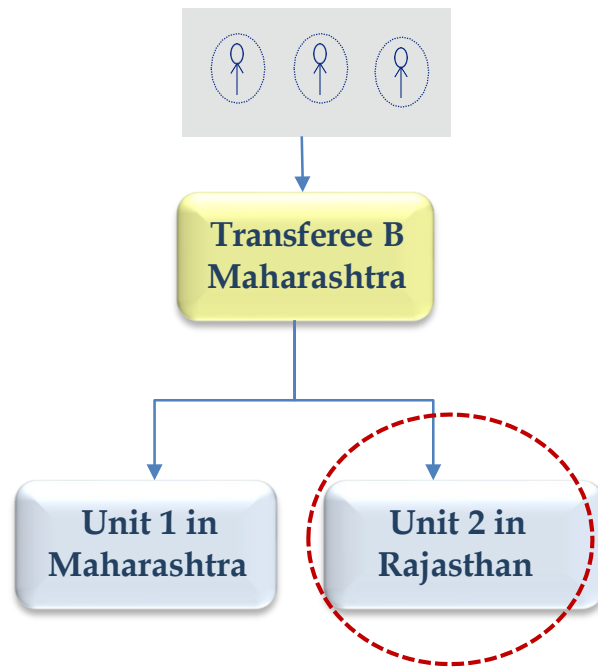 Transferee B
Maharashtra
Unit 1 in
Maharashtra
Unit 2 in
Rajasthan